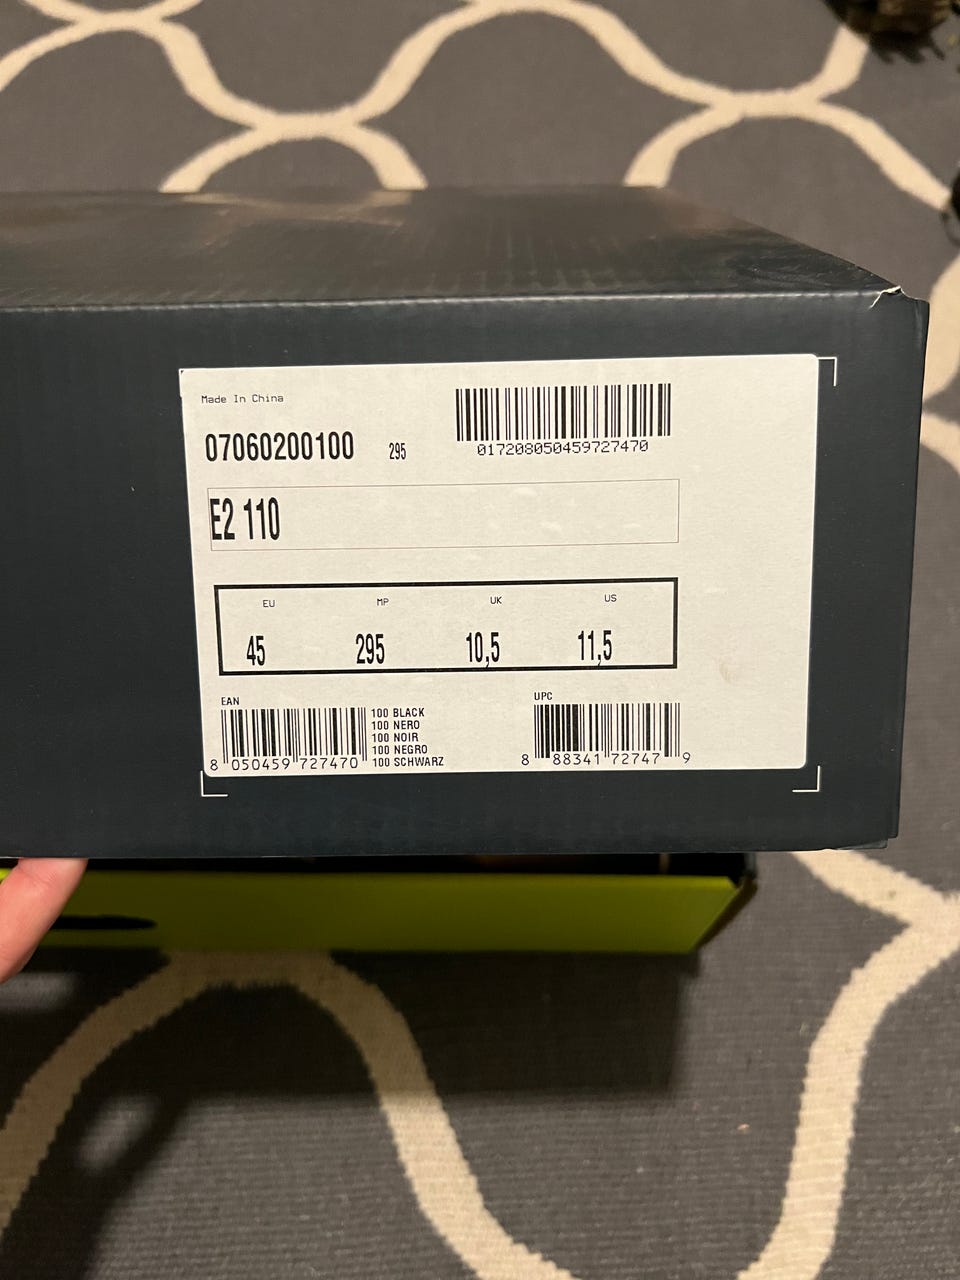 Made In China
017208050459727470
07060200100 295
E2 110
EU MP UK US
45 295 10,5 11,5
EAN
8 050459 727470
100 BLACK
100 NERO
100 NOIR
100 NEGRO
100 SCHWARZ
UPC
8 88341 72747 9